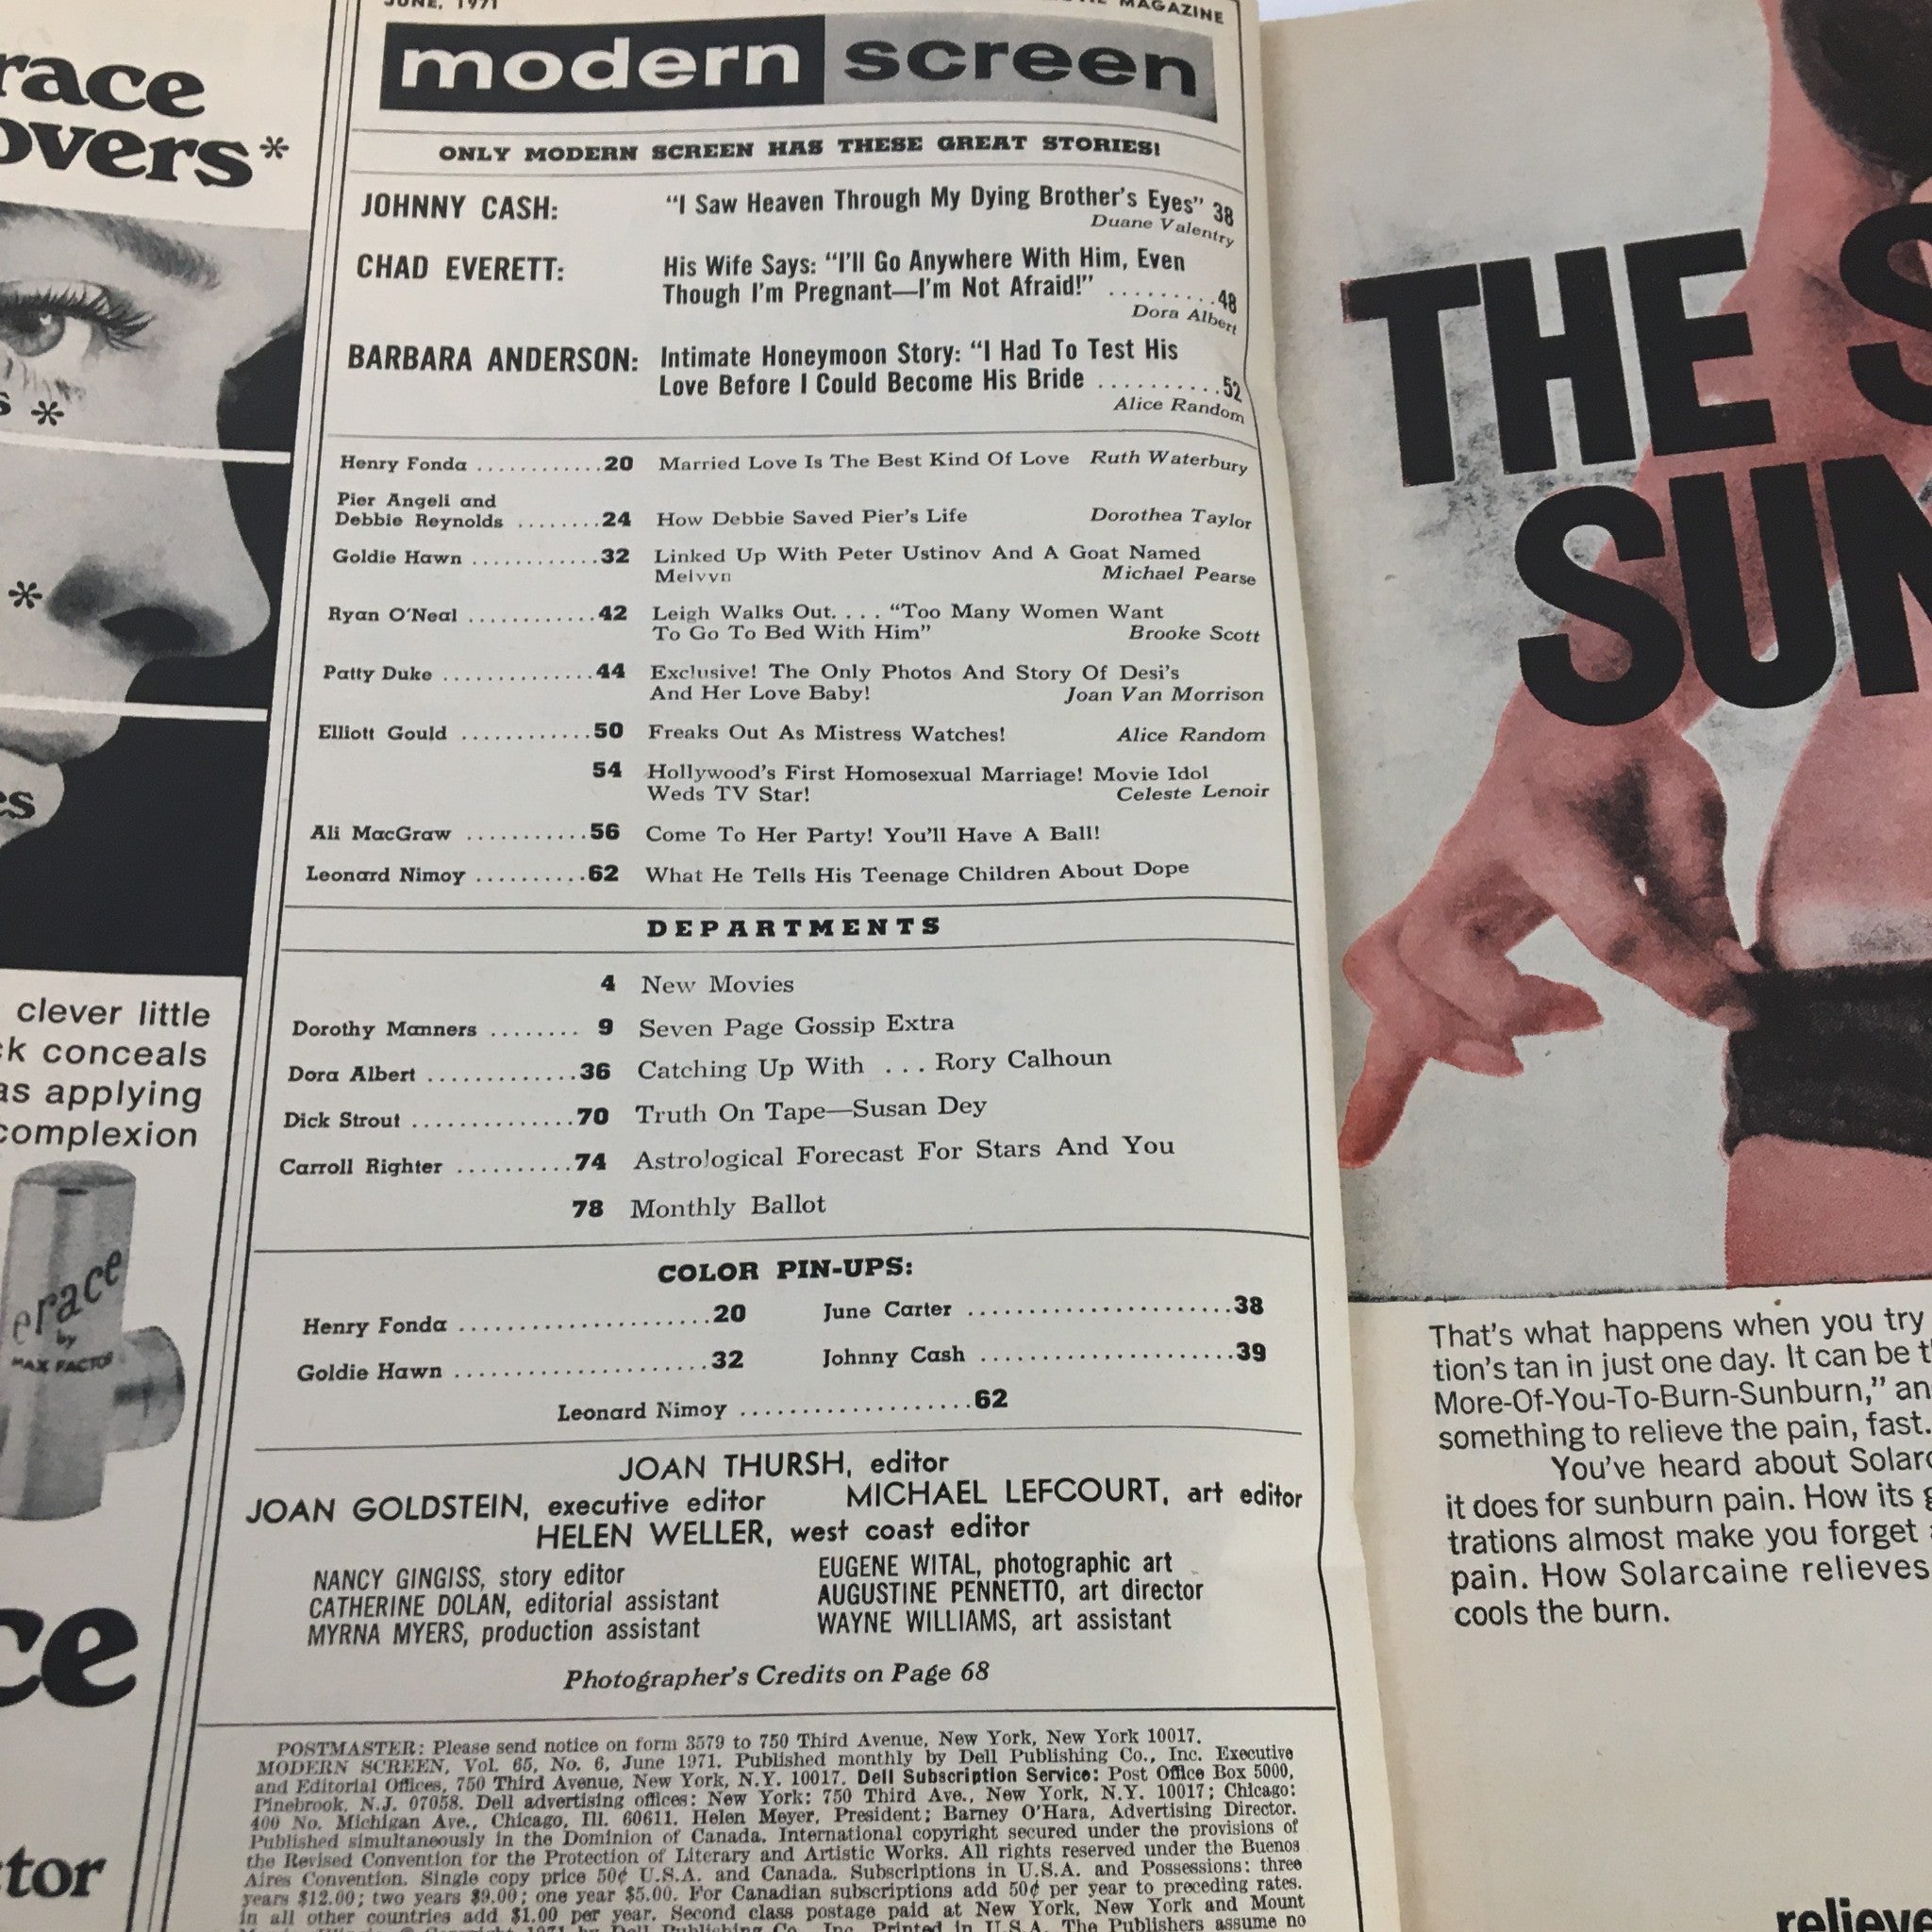 race
overs*
s *
*
es
clever little
ck conceals
as applying
complexion
erace
by
MAX FACTOR
ce
tor
JUNE, 1971
MAGAZINE
modern screen
ONLY MODERN SCREEN HAS THESE GREAT STORIES!
JOHNNY CASH: "I Saw Heaven Through My Dying Brother's Eyes" 38
Duane Valentry
CHAD EVERETT: His Wife Says: "I'll Go Anywhere With Him, Even
Though I'm Pregnant—I'm Not Afraid!" .........48
Dora Albert
BARBARA ANDERSON: Intimate Honeymoon Story: "I Had To Test His
Love Before I Could Become His Bride ..........52
Alice Random
Henry Fonda ............20 Married Love Is The Best Kind Of Love Ruth Waterbury
Pier Angeli and
Debbie Reynolds ........24 How Debbie Saved Pier's Life Dorothea Taylor
Goldie Hawn ............32 Linked Up With Peter Ustinov And A Goat Named
Melvyn Michael Pearse
Ryan O'Neal ............42 Leigh Walks Out. . . . "Too Many Women Want
To Go To Bed With Him" Brooke Scott
Patty Duke ..............44 Exclusive! The Only Photos And Story Of Desi's
And Her Love Baby! Joan Van Morrison
Elliott Gould ............50 Freaks Out As Mistress Watches! Alice Random
54 Hollywood's First Homosexual Marriage! Movie Idol
Weds TV Star! Celeste Lenoir
Ali MacGraw ...........56 Come To Her Party! You'll Have A Ball!
Leonard Nimoy ..........62 What He Tells His Teenage Children About Dope
DEPARTMENTS
4 New Movies
Dorothy Manners ........ 9 Seven Page Gossip Extra
Dora Albert .............36 Catching Up With ... Rory Calhoun
Dick Strout ..............70 Truth On Tape—Susan Dey
Carroll Righter ..........74 Astrological Forecast For Stars And You
78 Monthly Ballot
COLOR PIN-UPS:
Henry Fonda ......................20 June Carter .......................38
Goldie Hawn ......................32 Johnny Cash ......................39
Leonard Nimoy ....................62
JOAN THURSH, editor
JOAN GOLDSTEIN, executive editor MICHAEL LEFCOURT, art editor
HELEN WELLER, west coast editor
NANCY GINGISS, story editor EUGENE WITAL, photographic art
CATHERINE DOLAN, editorial assistant AUGUSTINE PENNETTO, art director
MYRNA MYERS, production assistant WAYNE WILLIAMS, art assistant
Photographer's Credits on Page 68
POSTMASTER: Please send notice on form 3579 to 750 Third Avenue, New York, New York 10017.
MODERN SCREEN, Vol. 65, No. 6, June 1971. Published monthly by Dell Publishing Co., Inc. Executive
and Editorial Offices, 750 Third Avenue, New York, N.Y. 10017. Dell Subscription Service: Post Office Box 5000,
Pinebrook, N.J. 07058. Dell advertising offices: New York: 750 Third Ave., New York, N.Y. 10017; Chicago:
400 No. Michigan Ave., Chicago, Ill. 60611. Helen Meyer, President; Barney O'Hara, Advertising Director.
Published simultaneously in the Dominion of Canada. International copyright secured under the provisions of
the Revised Convention for the Protection of Literary and Artistic Works. All rights reserved under the Buenos
Aires Convention. Single copy price 50¢ U.S.A. and Canada. Subscriptions in U.S.A. and Possessions: three
years $12.00; two years $9.00; one year $5.00. For Canadian subscriptions add 50¢ per year to preceding rates.
in all other countries add $1.00 per year. Second class postage paid at New York, New York and Mount
1971 by Dell Publishing Co., Inc. Printed in U.S.A. The Publishers assume no
THE S
SUN
That's what happens when you try
tion's tan in just one day. It can be t
More-Of-You-To-Burn-Sunburn," an
something to relieve the pain, fast.
You've heard about Solarc
it does for sunburn pain. How its g
trations almost make you forget
pain. How Solarcaine relieves
cools the burn.
relieve